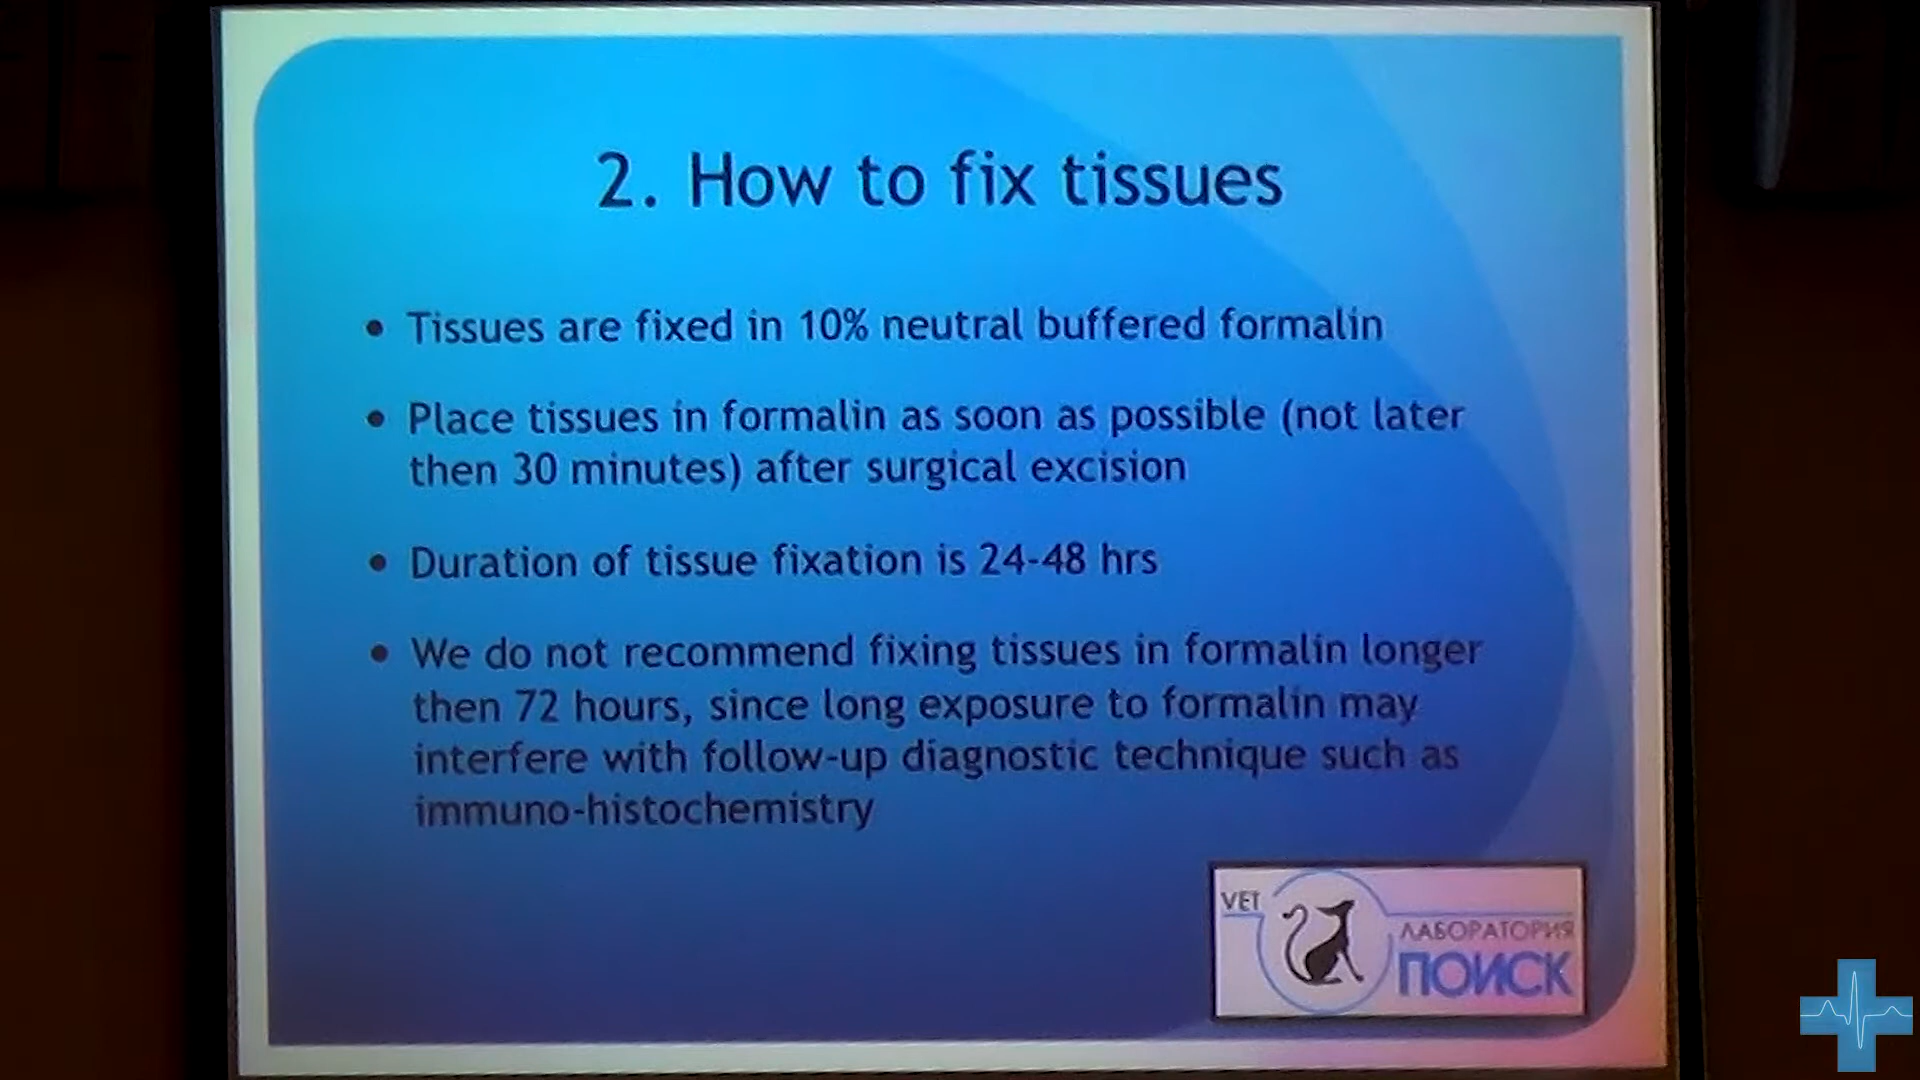 2. How to fix tissues
• Tissues are fixed in 10% neutral buffered formalin
• Place tissues in formalin as soon as possible (not later
then 30 minutes) after surgical excision
• Duration of tissue fixation is 24-48 hrs
• We do not recommend fixing tissues in formalin longer
then 72 hours, since long exposure to formalin may
interfere with follow-up diagnostic technique such as
immuno-histochemistry
VET
ЛАБОРАТОРИЯ
ПОИСК